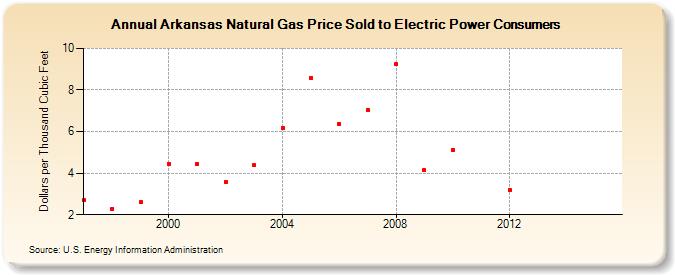 Annual Arkansas Natural Gas Price Sold to Electric Power Consumers
Dollars per Thousand Cubic Feet
10
8
6
4
2
2000 2004 2008 2012
Source: U.S. Energy Information Administration